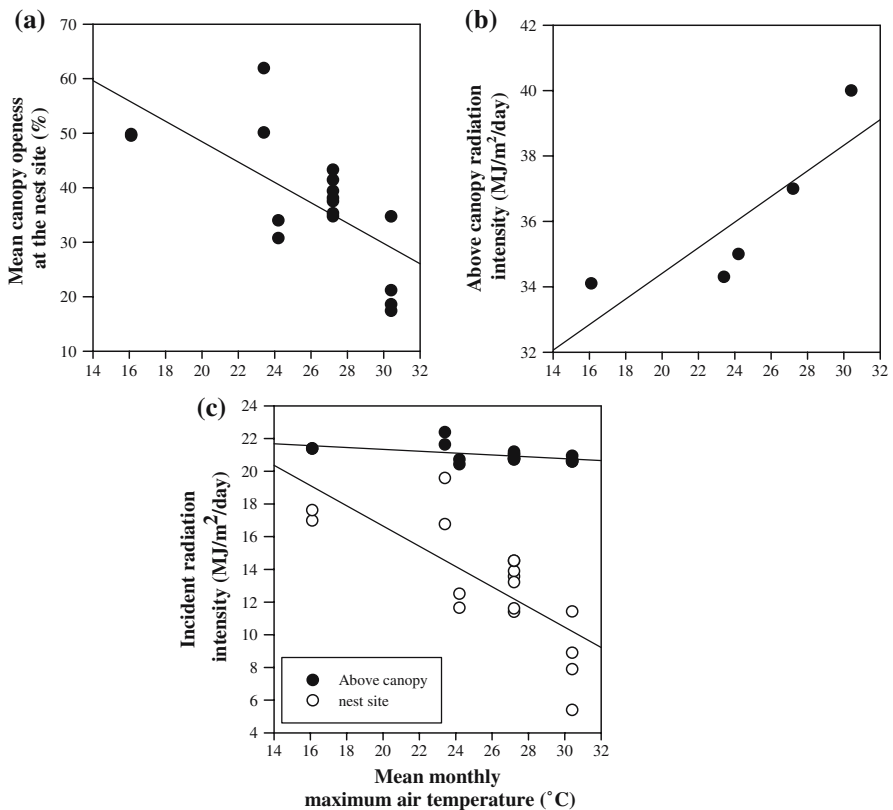 (a)
Mean canopy openess
at the nest site (%)
70
60
50
40
30
20
10
14 16 18 20 22 24 26 28 30 32
(b)
Above canopy radiation
intensity (MJ/m²/day)
40
38
36
34
32
14 16 18 20 22 24 26 28 30 32
(c)
Incident radiation
intensity (MJ/m²/day)
24
22
20
18
16
14
12
10
8
6
4
Above canopy
nest site
14 16 18 20 22 24 26 28 30 32
Mean monthly
maximum air temperature (˚C)